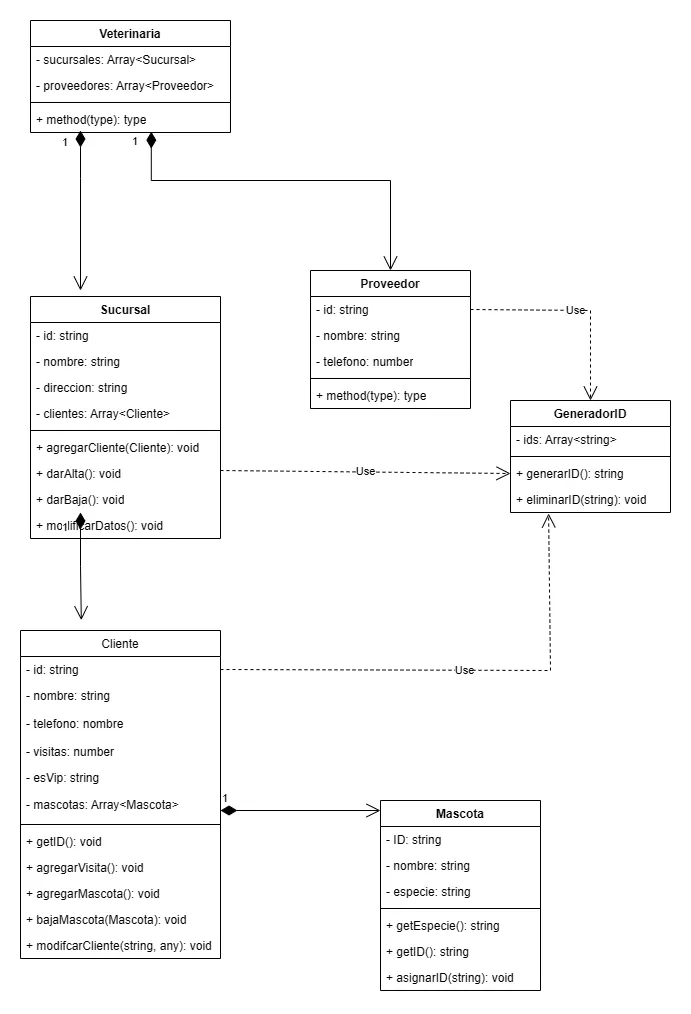 Veterinaria
- sucursales: Array<Sucursal>
- proveedores: Array<Proveedor>
+ method(type): type
1
1
Proveedor
- id: string
- nombre: string
- telefono: number
+ method(type): type
Use
Sucursal
- id: string
- nombre: string
- direccion: string
- clientes: Array<Cliente>
+ agregarCliente(Cliente): void
+ darAlta(): void
+ darBaja(): void
+ modificarDatos(): void
1
Use
GeneradorID
- ids: Array<string>
+ generarID(): string
+ eliminarID(string): void
Cliente
- id: string
- nombre: string
- telefono: nombre
- visitas: number
- esVip: string
- mascotas: Array<Mascota>
+ getID(): void
+ agregarVisita(): void
+ agregarMascota(): void
+ bajaMascota(Mascota): void
+ modifcarCliente(string, any): void
Use
1
Mascota
- ID: string
- nombre: string
- especie: string
+ getEspecie(): string
+ getID(): string
+ asignarID(string): void